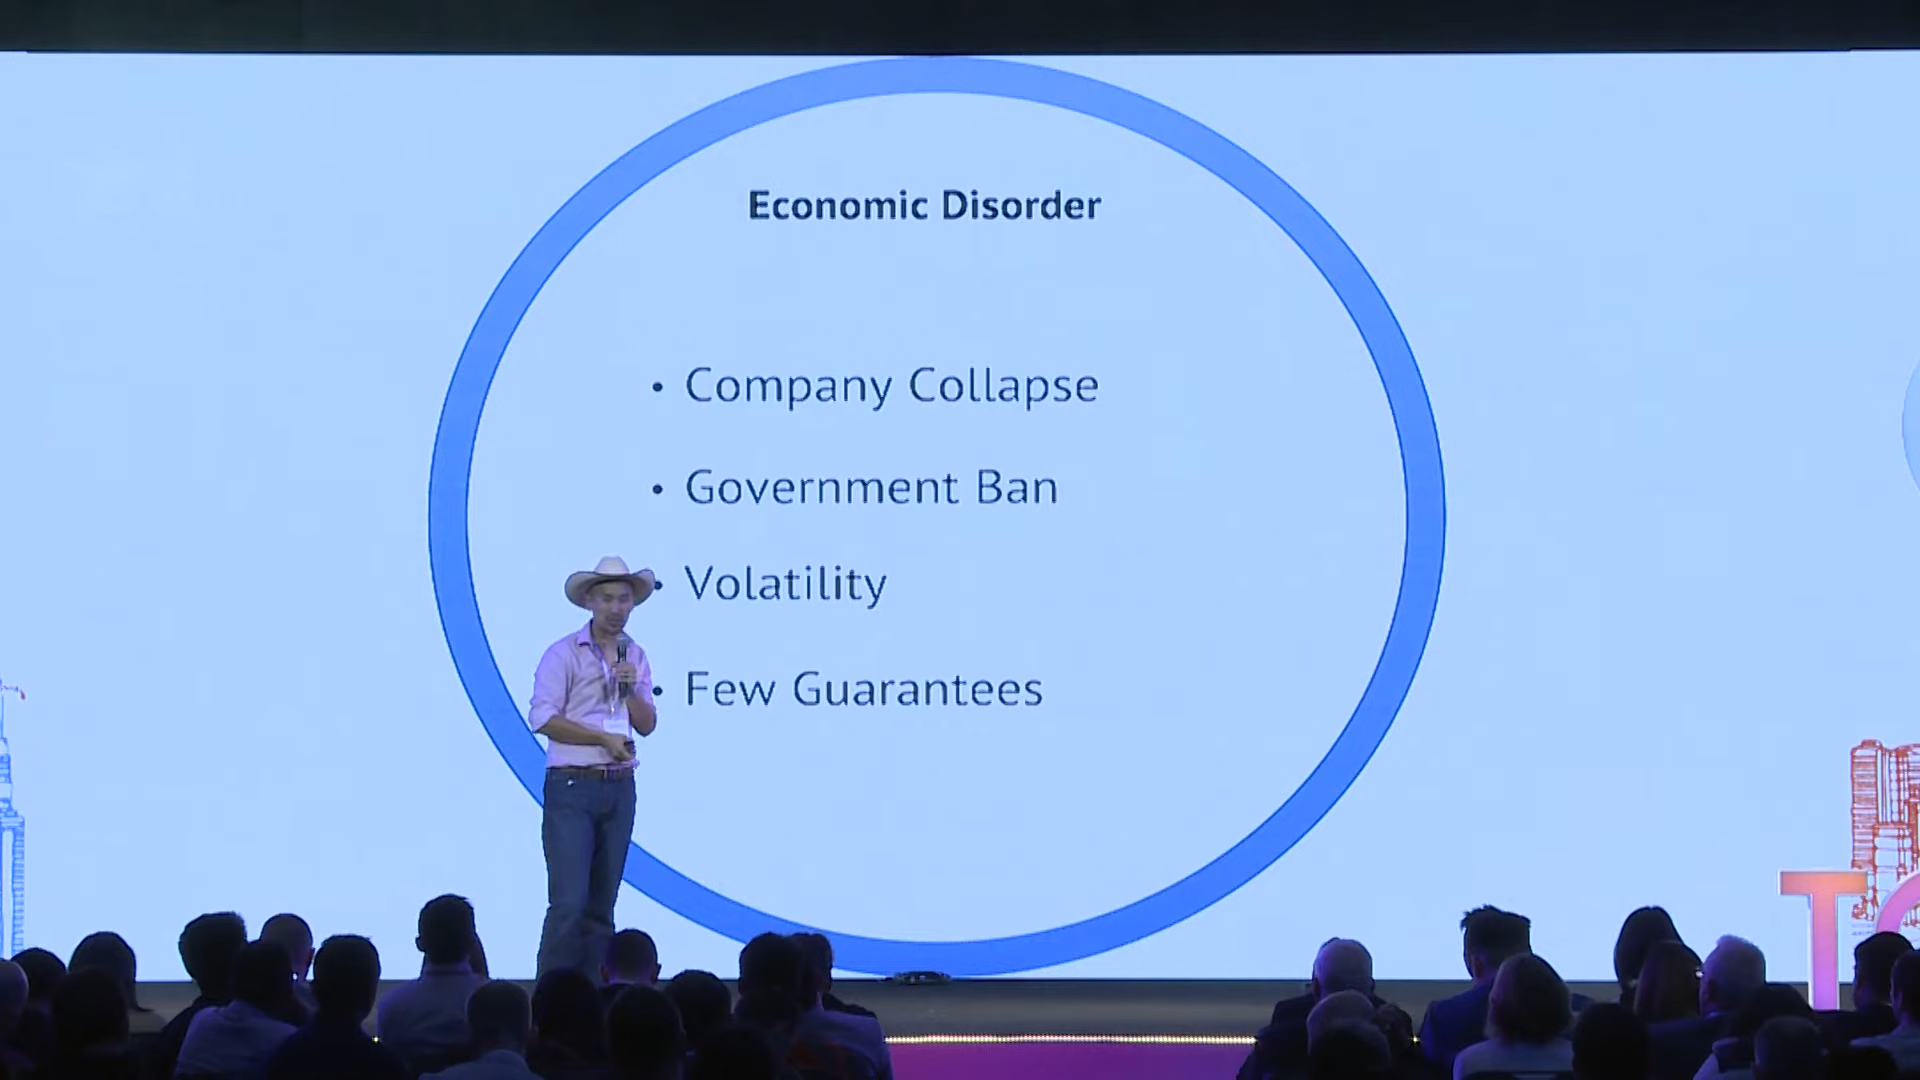 Economic Disorder
• Company Collapse
• Government Ban
• Volatility
• Few Guarantees